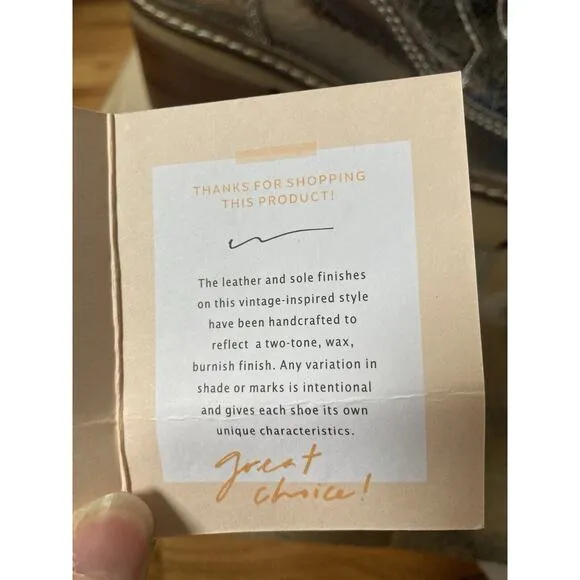 THANKS FOR SHOPPING
THIS PRODUCT!
The leather and sole finishes
on this vintage-inspired style
have been handcrafted to
reflect a two-tone, wax,
burnish finish. Any variation in
shade or marks is intentional
and gives each shoe its own
unique characteristics.
great
choice!